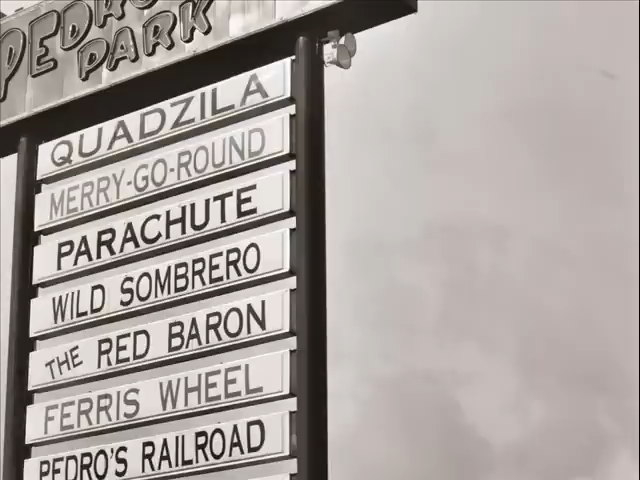 PEDRO'S
PARK
QUADZILA
MERRY-GO-ROUND
PARACHUTE
WILD SOMBRERO
THE RED BARON
FERRIS WHEEL
PEDRO'S RAILROAD